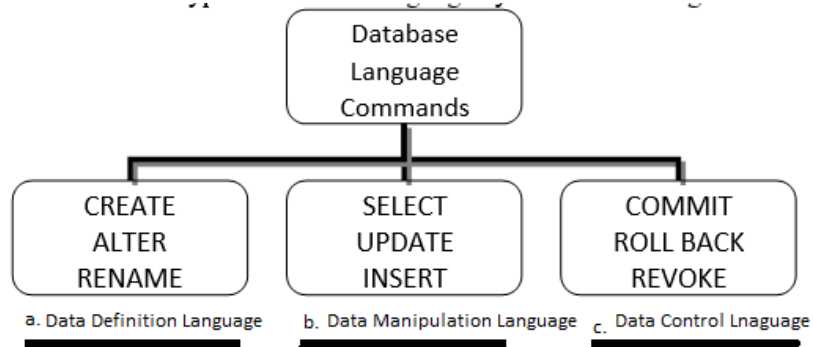 Database
Language
Commands
CREATE
ALTER
RENAME
SELECT
UPDATE
INSERT
COMMIT
ROLL BACK
REVOKE
a. Data Definition Language
b. Data Manipulation Language
c. Data Control Lnaguage